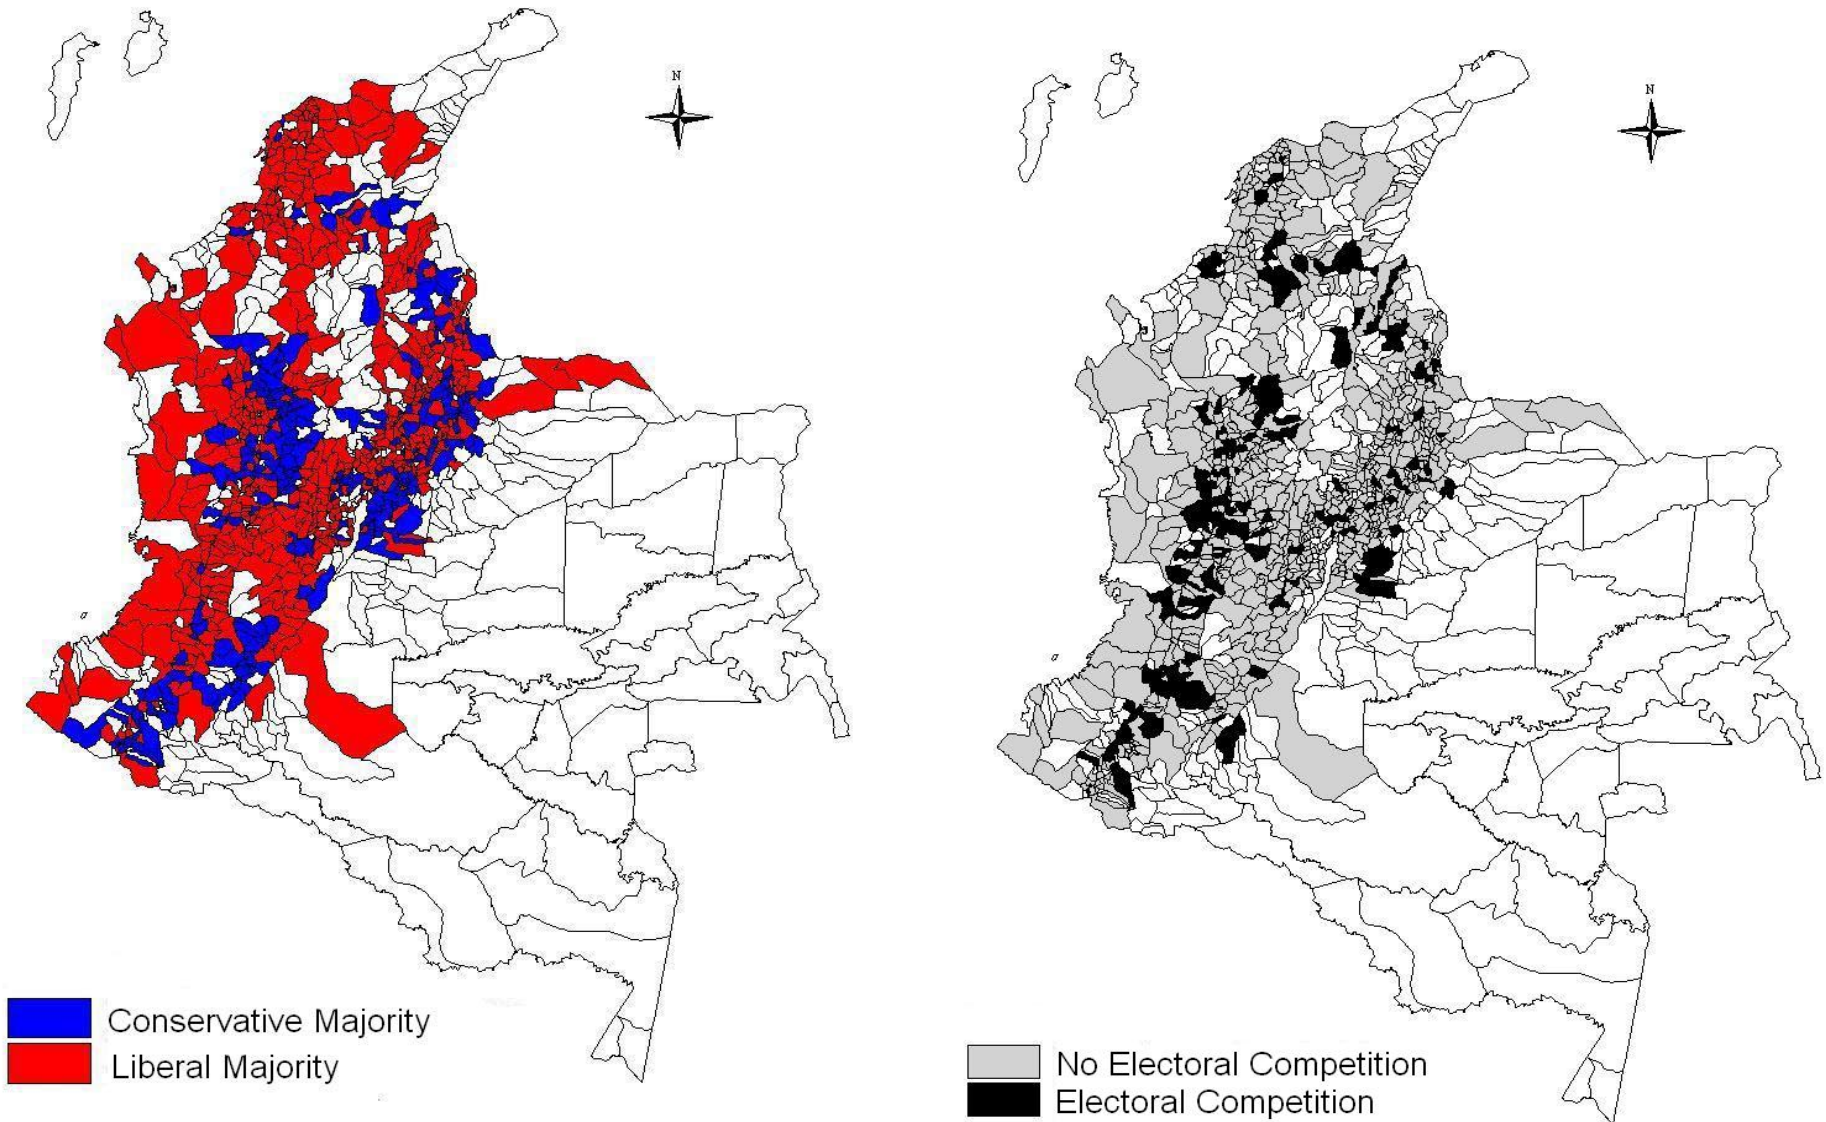 N
N
Conservative Majority
Liberal Majority
No Electoral Competition
Electoral Competition